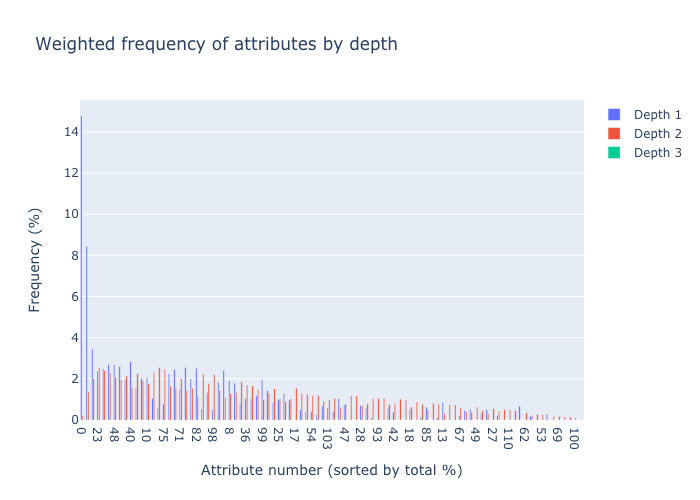 Weighted frequency of attributes by depth
Depth 1
Depth 2
Depth 3
Frequency (%)
14
12
10
8
6
4
2
0
0 23 48 40 10 75 71 82 98 8 36 99 25 17 54 103 47 28 93 42 18 85 67 49 27 110 62 53 69 100
Attribute number (sorted by total %)